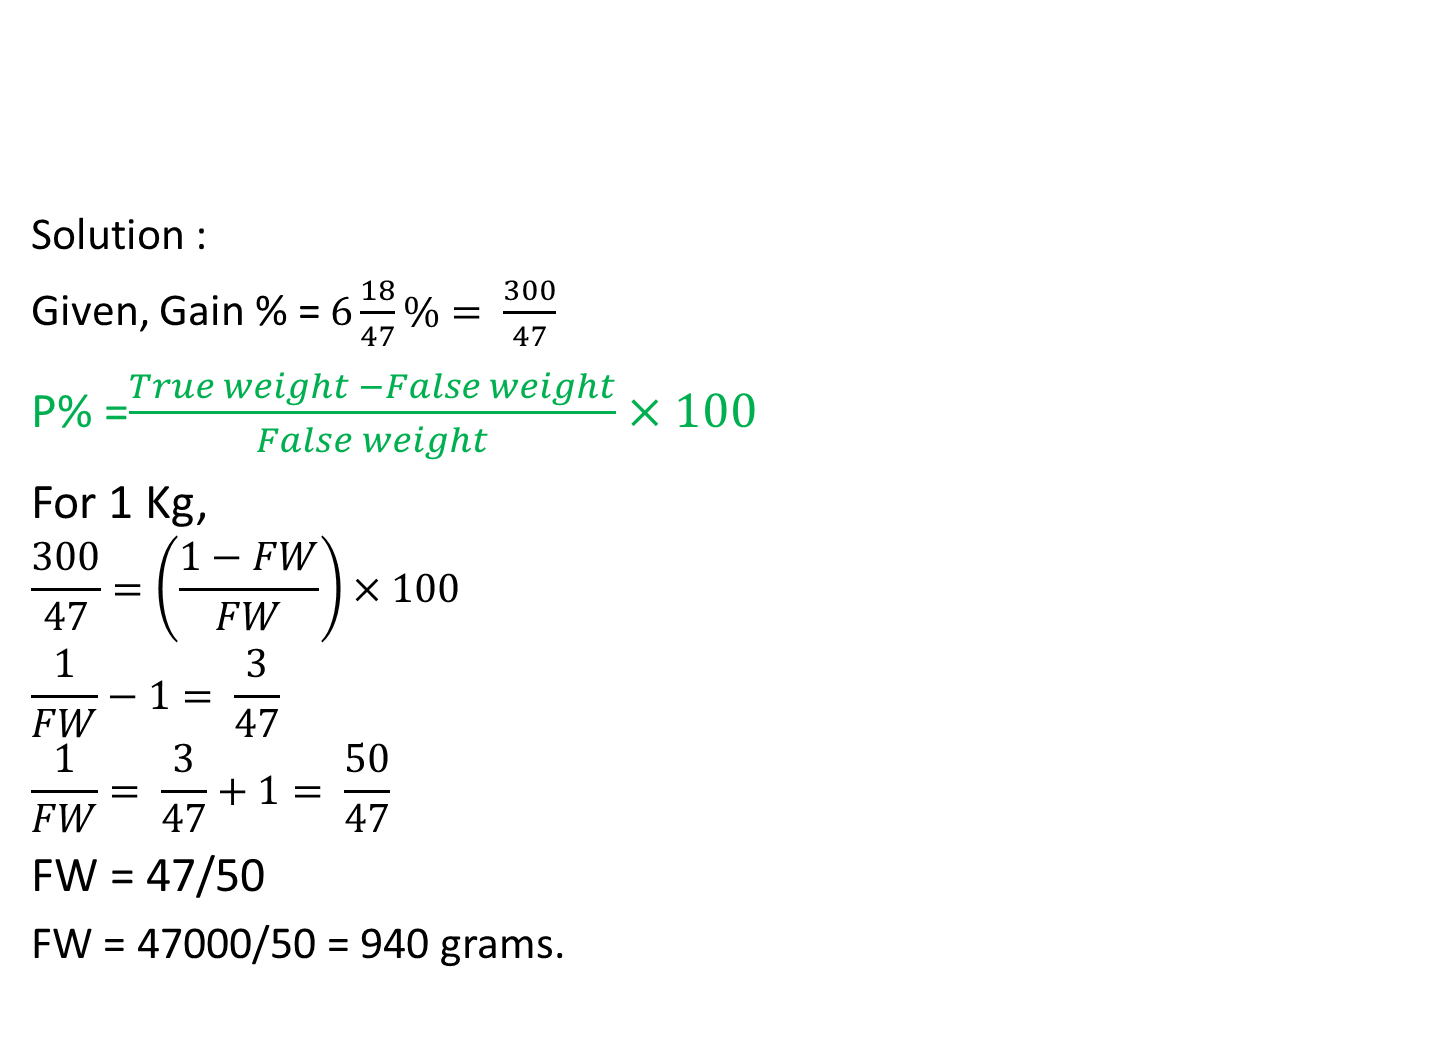 Solution :
Given, Gain % = 6 18/47 % = 300/47
P% = (True weight − False weight)/(False weight) × 100
For 1 Kg,
300/47 = ((1 − FW)/FW) × 100
1/FW − 1 = 3/47
1/FW = 3/47 + 1 = 50/47
FW = 47/50
FW = 47000/50 = 940 grams.